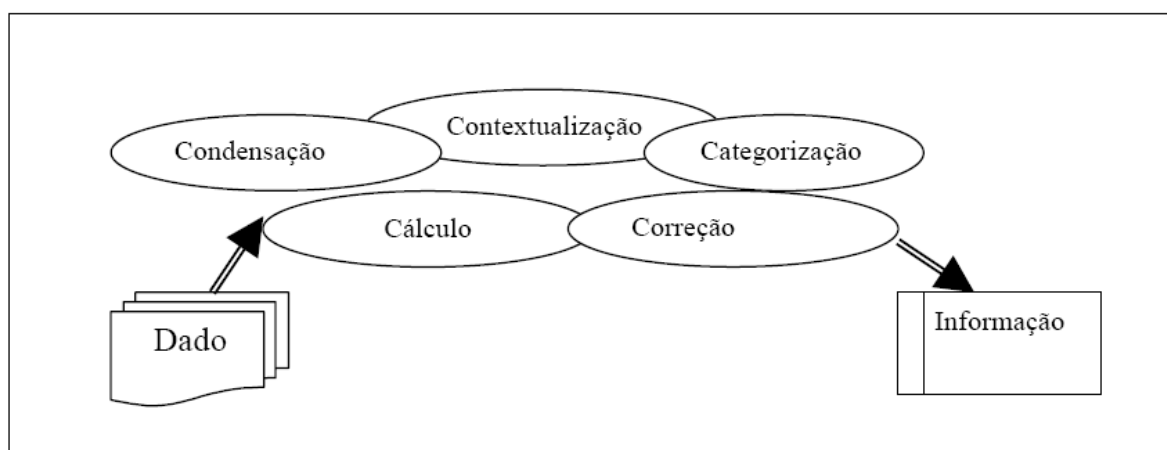 Contextualização
Condensação
Categorização
Cálculo
Correção
Dado
Informação